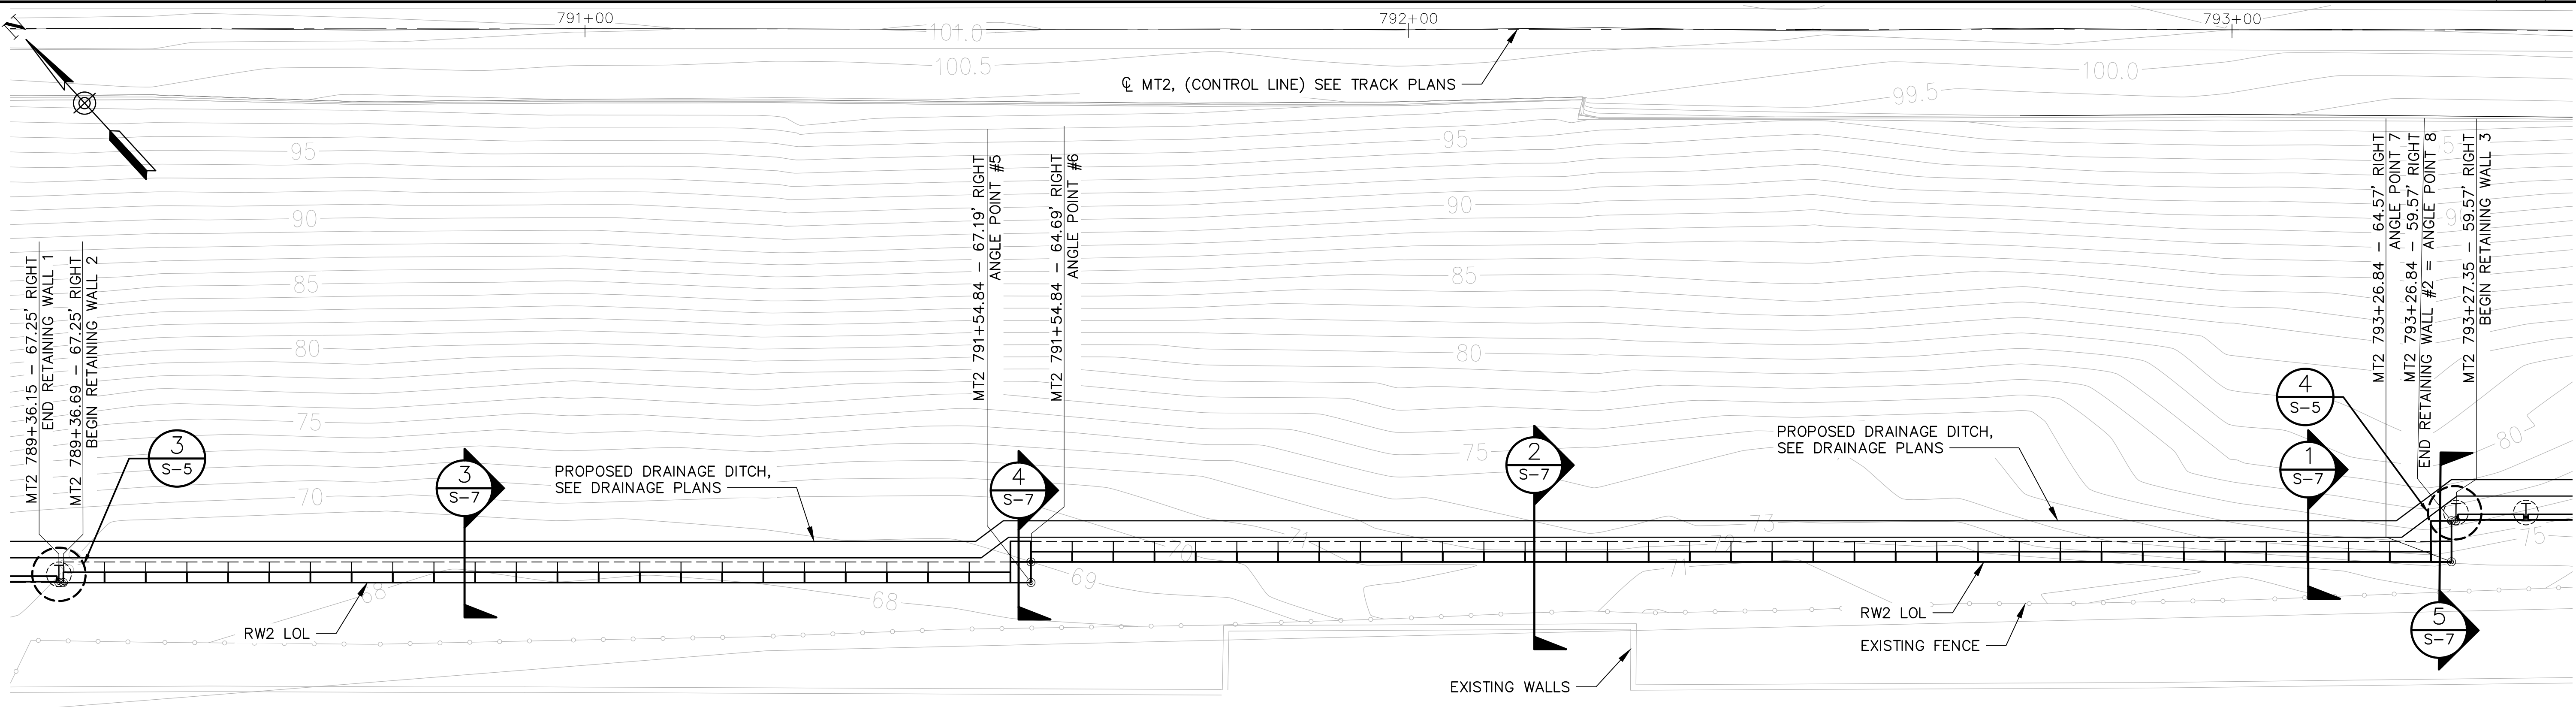 N
791+00
792+00
793+00
101.0
100.5
100.0
99.5
℄ MT2, (CONTROL LINE) SEE TRACK PLANS
95
95
90
90
85
85
80
80
75
75
70
MT2 789+36.15 – 67.25' RIGHT
END RETAINING WALL 1
MT2 789+36.69 – 67.25' RIGHT
BEGIN RETAINING WALL 2
MT2 791+54.84 – 67.19' RIGHT
ANGLE POINT #5
MT2 791+54.84 – 64.69' RIGHT
ANGLE POINT #6
MT2 793+26.84 – 64.57' RIGHT
ANGLE POINT 7
MT2 793+26.84 – 59.57' RIGHT
END RETAINING WALL #2 = ANGLE POINT 8
MT2 793+27.35 – 59.57' RIGHT
BEGIN RETAINING WALL 3
3
S-5
3
S-7
PROPOSED DRAINAGE DITCH,
SEE DRAINAGE PLANS
4
S-7
2
S-7
PROPOSED DRAINAGE DITCH,
SEE DRAINAGE PLANS
4
S-5
1
S-7
80
73
71
70
75
71
69
68
68
RW2 LOL
RW2 LOL
EXISTING FENCE
5
S-7
EXISTING WALLS